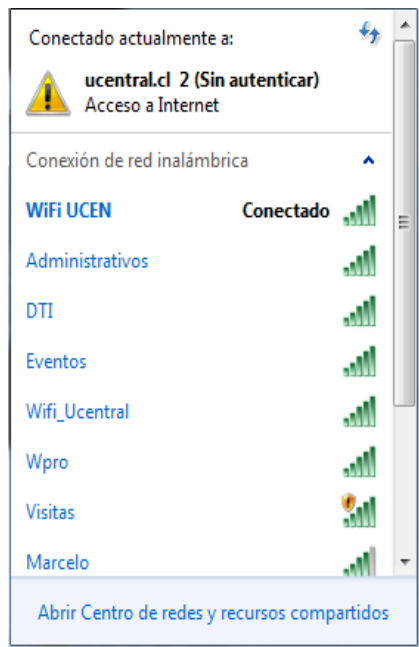 Conectado actualmente a:
ucentral.cl 2 (Sin autenticar)
Acceso a Internet
Conexión de red inalámbrica
WiFi UCEN Conectado
Administrativos
DTI
Eventos
Wifi_Ucentral
Wpro
Visitas
Marcelo
Abrir Centro de redes y recursos compartidos